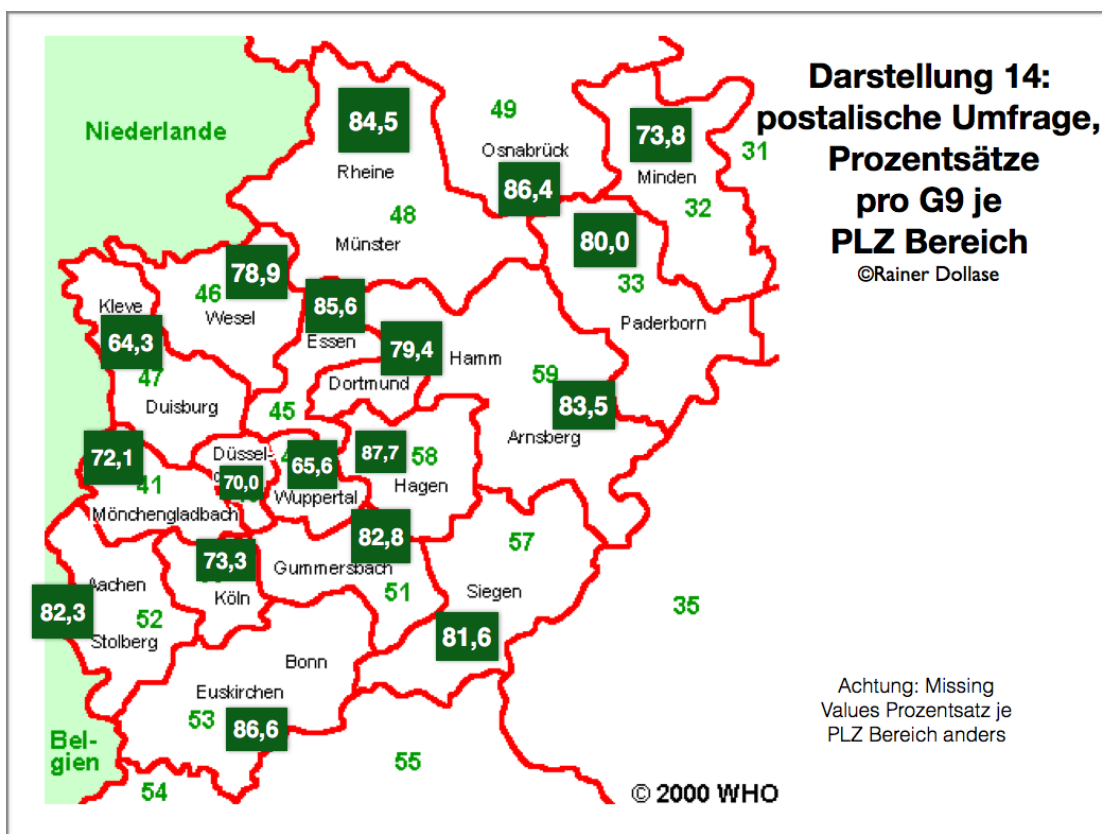 Darstellung 14:
postalische Umfrage,
Prozentsätze
pro G9 je
PLZ Bereich
©Rainer Dollase
Niederlande
84,5
Rheine
49
Osnabrück
86,4
73,8
Minden
31
32
48
Münster
80,0
33
Paderborn
78,9
46
Wesel
Kleve
64,3
47
Duisburg
85,6
Essen
79,4
Hamm
Dortmund
45
59
83,5
Arnsberg
72,1
41
Mönchengladbach
Düssel-
70,0
65,6
Wuppertal
87,7
58
Hagen
82,8
Gummersbach
51
73,3
Köln
57
Siegen
81,6
35
Aachen
82,3
52
Stolberg
Bonn
Euskirchen
53
86,6
Bel-
gien
54
55
Achtung: Missing
Values Prozentsatz je
PLZ Bereich anders
© 2000 WHO